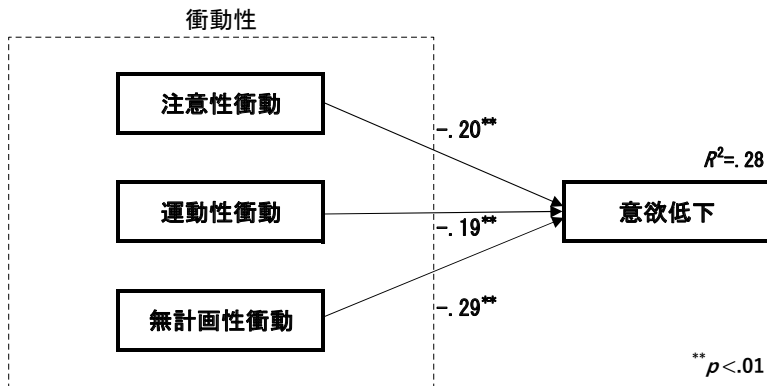 衝動性
注意性衝動
-.20**
R²=.28
運動性衝動
-.19**
意欲低下
無計画性衝動
-.29**
**p<.01